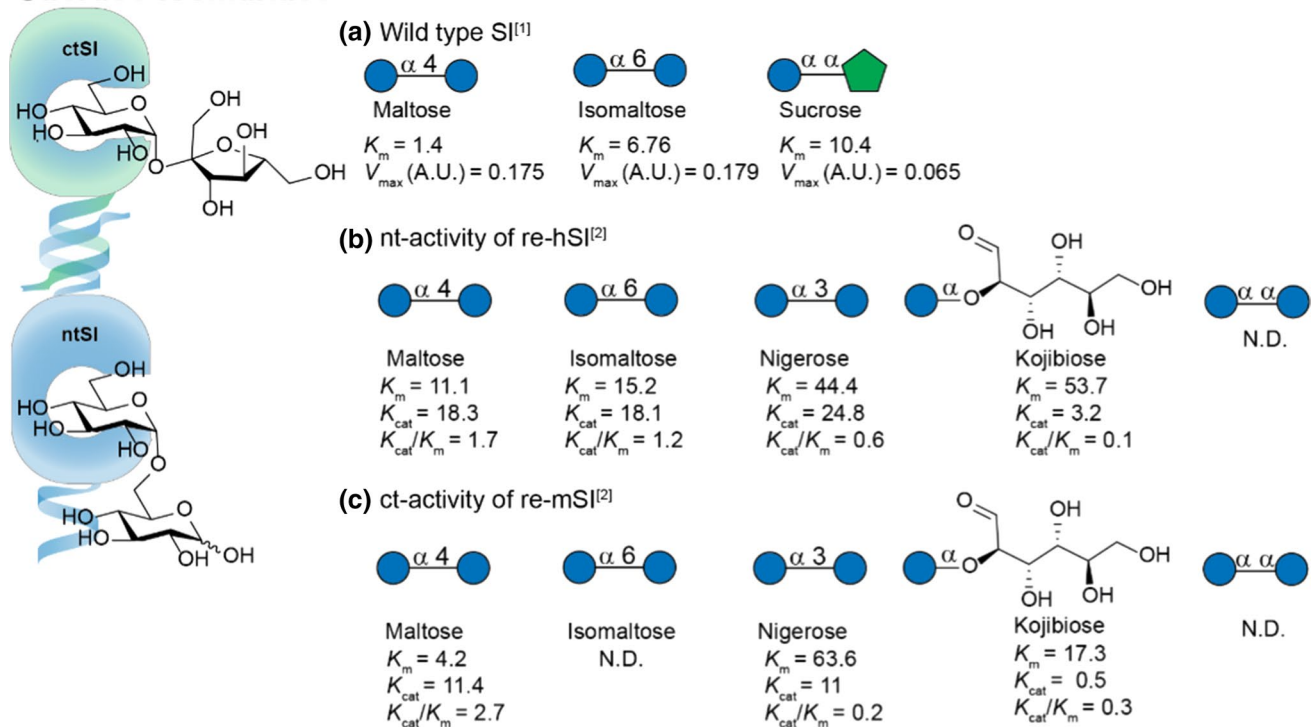 ctSI
OH
O
HO
HO
HO
O
OH
O
OH
OH
OH
ntSI
OH
O
HO
HO
HO
O
HO
O
HO
OH
OH
(a) Wild type SI[1]
α 4
α 6
α α
Maltose
Isomaltose
Sucrose
Km = 1.4
Km = 6.76
Km = 10.4
Vmax (A.U.) = 0.175
Vmax (A.U.) = 0.179
Vmax (A.U.) = 0.065
(b) nt-activity of re-hSI[2]
O
OH
α 4
α 6
α 3
α
O
OH
α α
OH
OH
N.D.
Maltose
Isomaltose
Nigerose
Kojibiose
Km = 11.1
Km = 15.2
Km = 44.4
Km = 53.7
Kcat = 18.3
Kcat = 18.1
Kcat = 24.8
Kcat = 3.2
Kcat/Km = 1.7
Kcat/Km = 1.2
Kcat/Km = 0.6
Kcat/Km = 0.1
(c) ct-activity of re-mSI[2]
O
OH
α 4
α 6
α 3
α
O
OH
α α
OH
OH
Maltose
Isomaltose
Nigerose
Kojibiose
N.D.
Km = 4.2
N.D.
Km = 63.6
Km = 17.3
Kcat = 11.4
Kcat = 11
Kcat = 0.5
Kcat/Km = 2.7
Kcat/Km = 0.2
Kcat/Km = 0.3